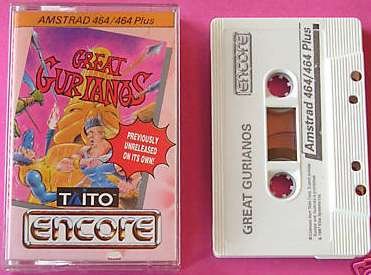 AMSTRAD 464/464 Plus
GREAT
GURIANOS
PREVIOUSLY
UNRELEASED
ON ITS OWN!
TAITO
ENCORE
ENCORE
GREAT GURIANOS
Amstrad 464/464 Plus